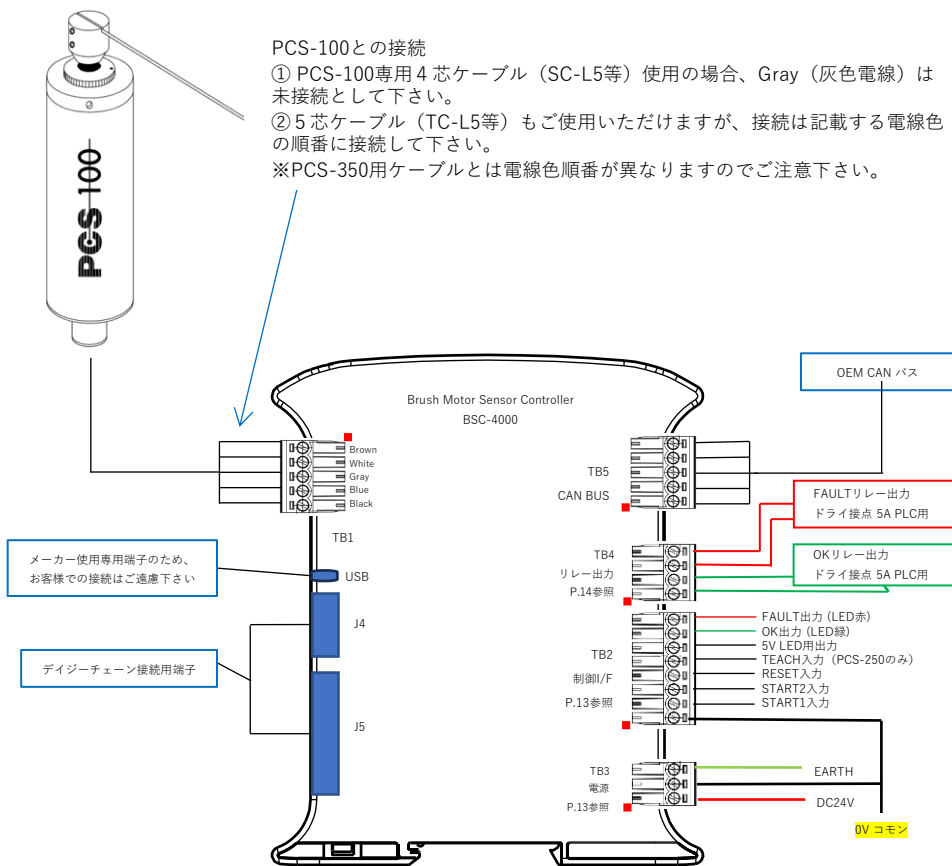 PCS-100との接続
① PCS-100専用４芯ケーブル（SC-L5等）使用の場合、Gray（灰色電線）は
未接続として下さい。
②５芯ケーブル（TC-L5等）もご使用いただけますが、接続は記載する電線色
の順番に接続して下さい。
※PCS-350用ケーブルとは電線色順番が異なりますのでご注意下さい。
PCS 100
OEM CAN バス
Brush Motor Sensor Controller
BSC-4000
Brown
White
Gray
Blue
Black
TB1
TB5
CAN BUS
FAULTリレー出力
ドライ接点 5A PLC用
OKリレー出力
ドライ接点 5A PLC用
TB4
リレー出力
P.14参照
メーカー使用専用端子のため、
お客様での接続はご遠慮下さい
USB
J4
デイジーチェーン接続用端子
J5
TB2
制御I/F
P.13参照
FAULT出力 (LED赤)
OK出力 (LED緑)
5V LED用出力
TEACH入力（PCS-250のみ）
RESET入力
START2入力
START1入力
TB3
電源
P.13参照
EARTH
DC24V
0V コモン